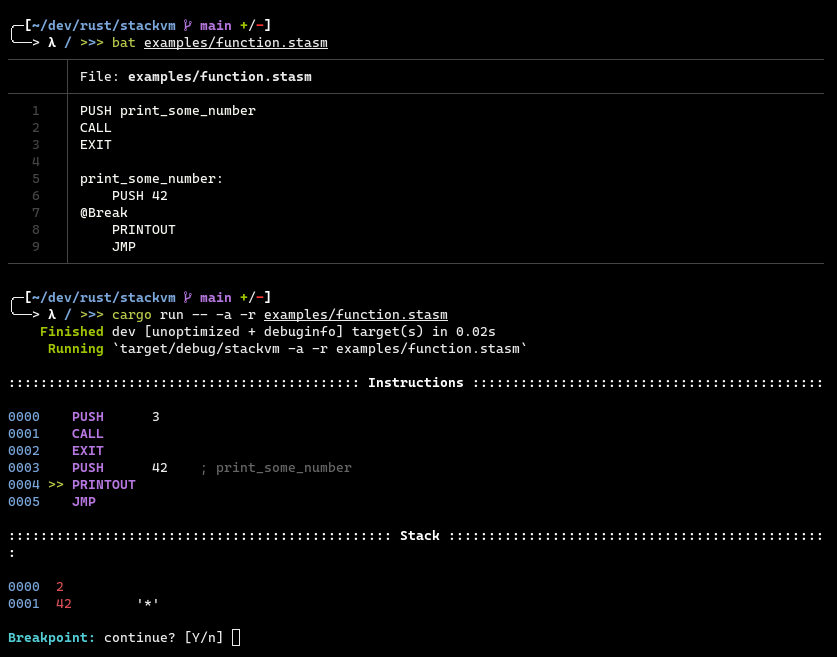 [~/dev/rust/stackvm main +/-]
> λ / >>> bat examples/function.stasm
File: examples/function.stasm
1 PUSH print_some_number
2 CALL
3 EXIT
4
5 print_some_number:
6 PUSH 42
7 @Break
8 PRINTOUT
9 JMP
[~/dev/rust/stackvm main +/-]
> λ / >>> cargo run -- -a -r examples/function.stasm
Finished dev [unoptimized + debuginfo] target(s) in 0.02s
Running `target/debug/stackvm -a -r examples/function.stasm`
:::::::::::::::::::::::::::::::::::::::::::: Instructions ::::::::::::::::::::::::::::::::::::::::::::
0000 PUSH 3
0001 CALL
0002 EXIT
0003 PUSH 42 ; print_some_number
0004 >> PRINTOUT
0005 JMP
:::::::::::::::::::::::::::::::::::::::::::::::: Stack :::::::::::::::::::::::::::::::::::::::::::::::
:
0000 2
0001 42 '*'
Breakpoint: continue? [Y/n]